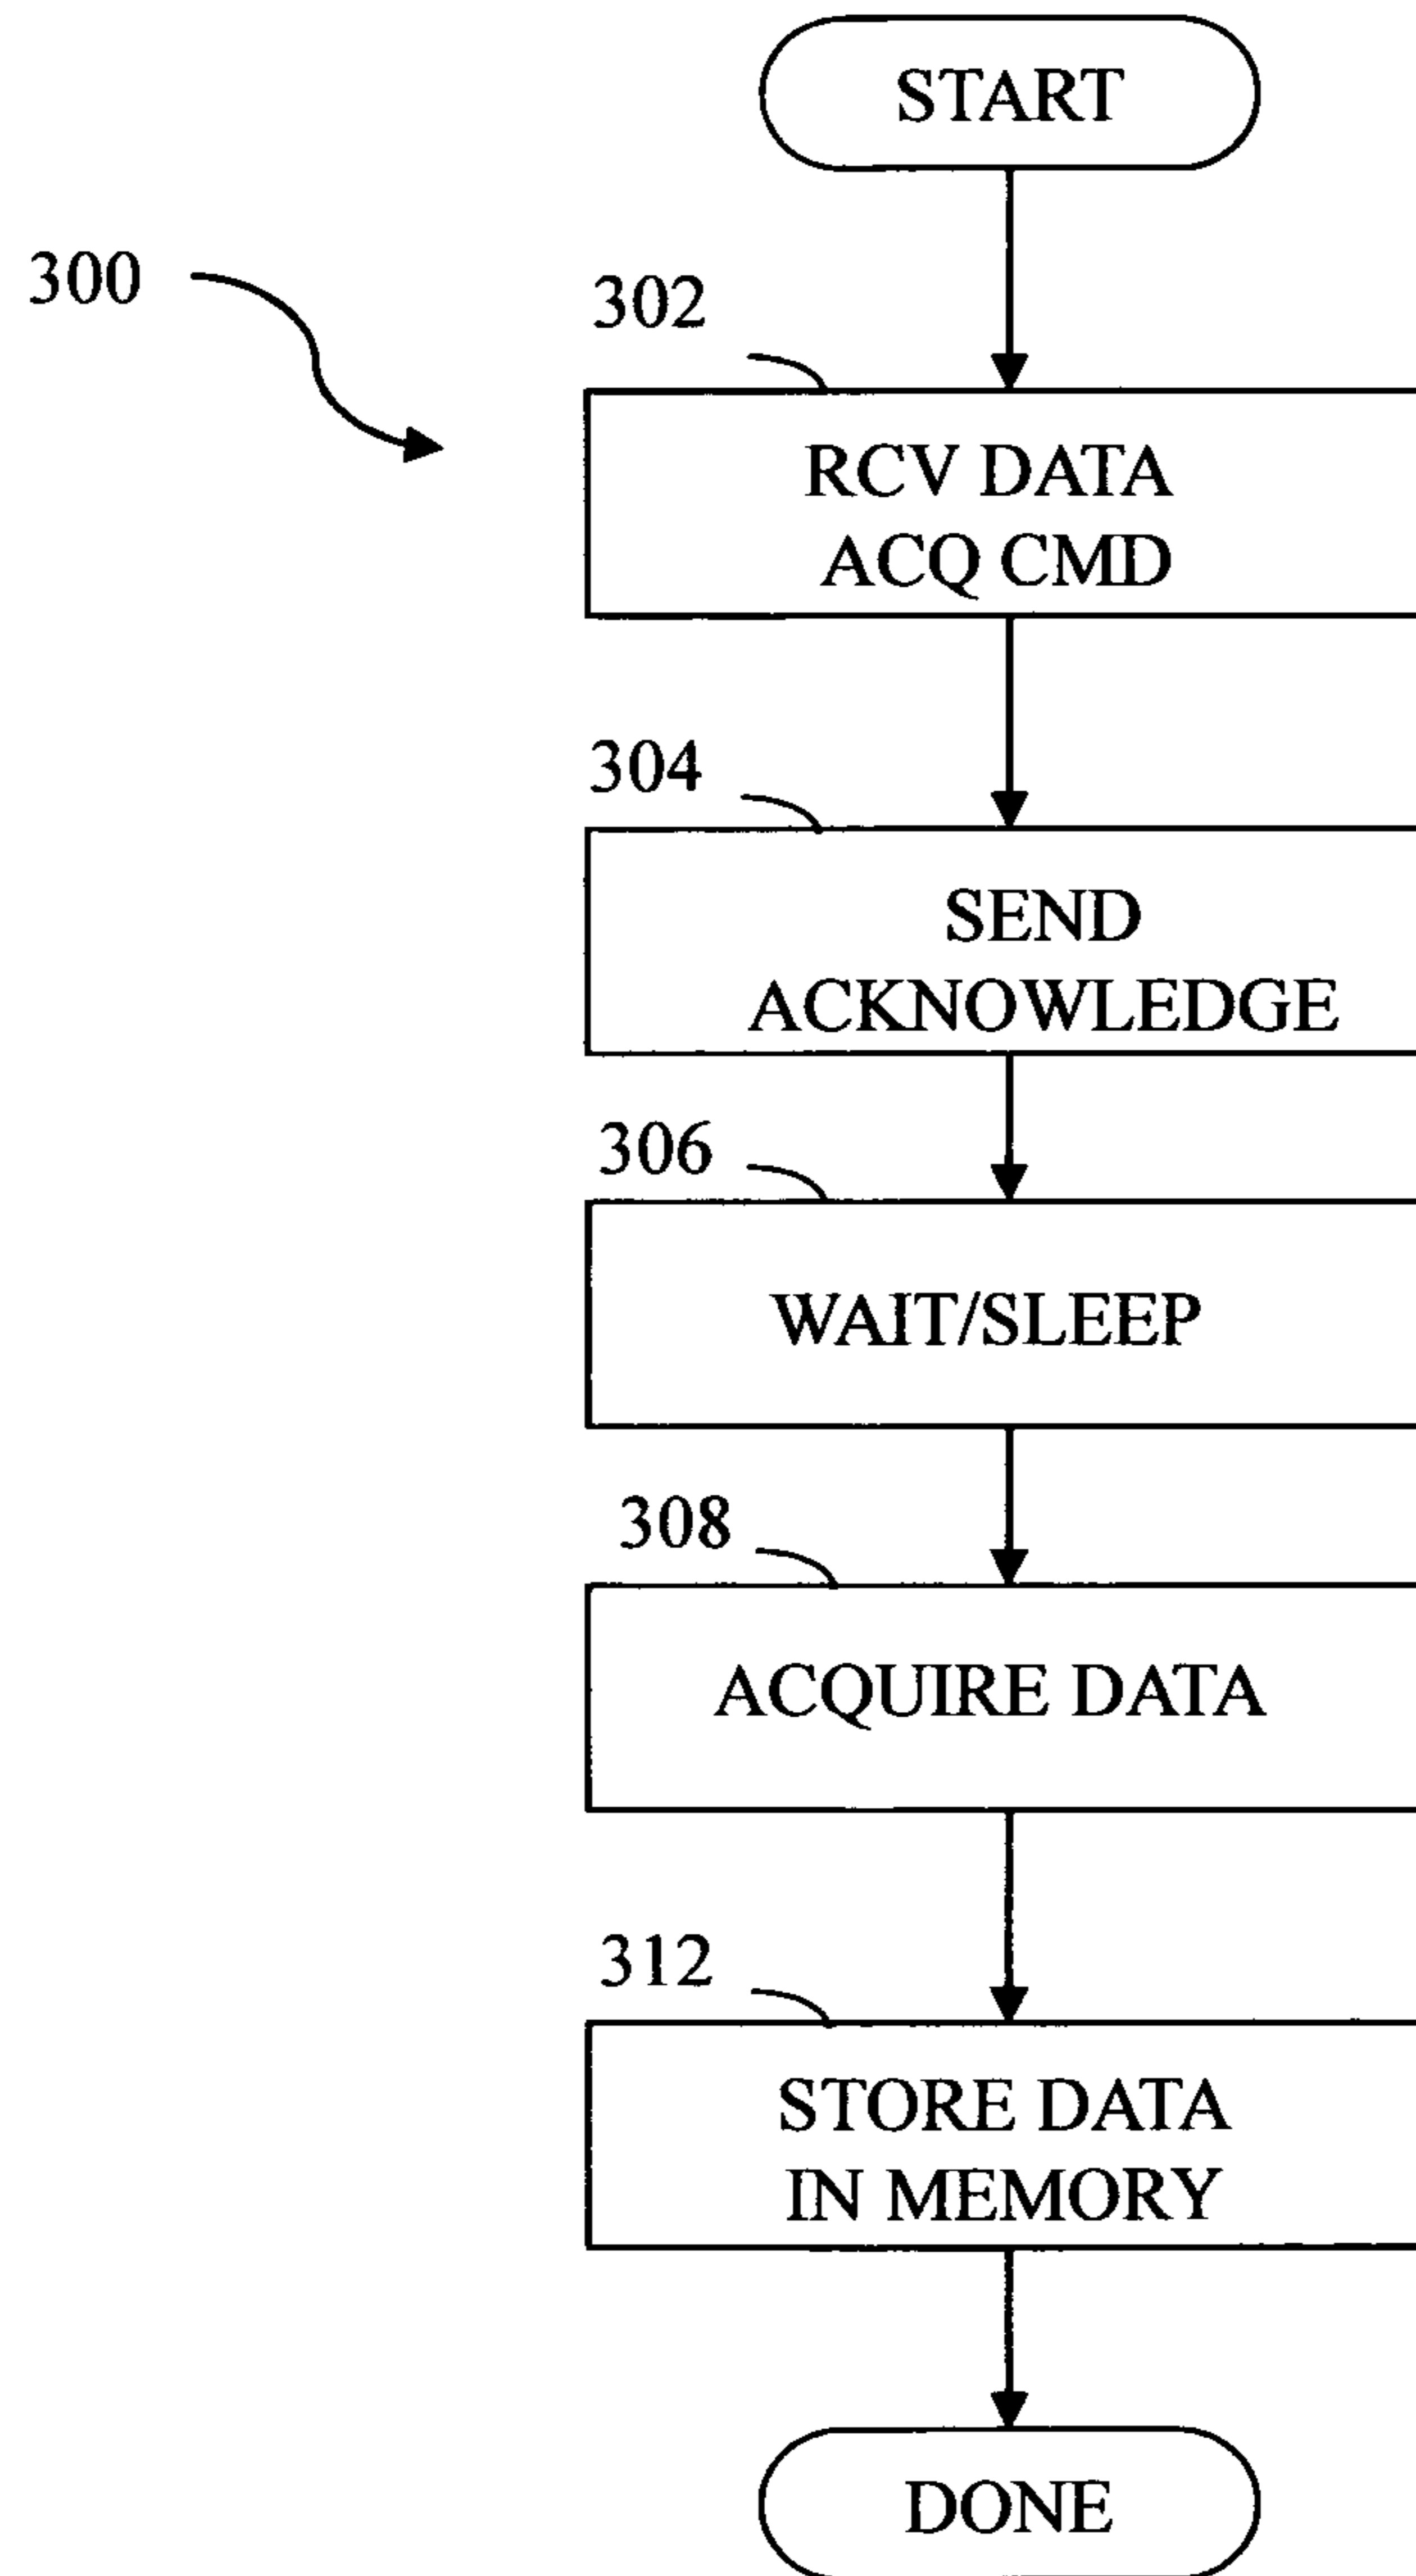 START
300
302
RCV DATA
ACQ CMD
304
SEND
ACKNOWLEDGE
306
WAIT/SLEEP
308
ACQUIRE DATA
312
STORE DATA
IN MEMORY
DONE